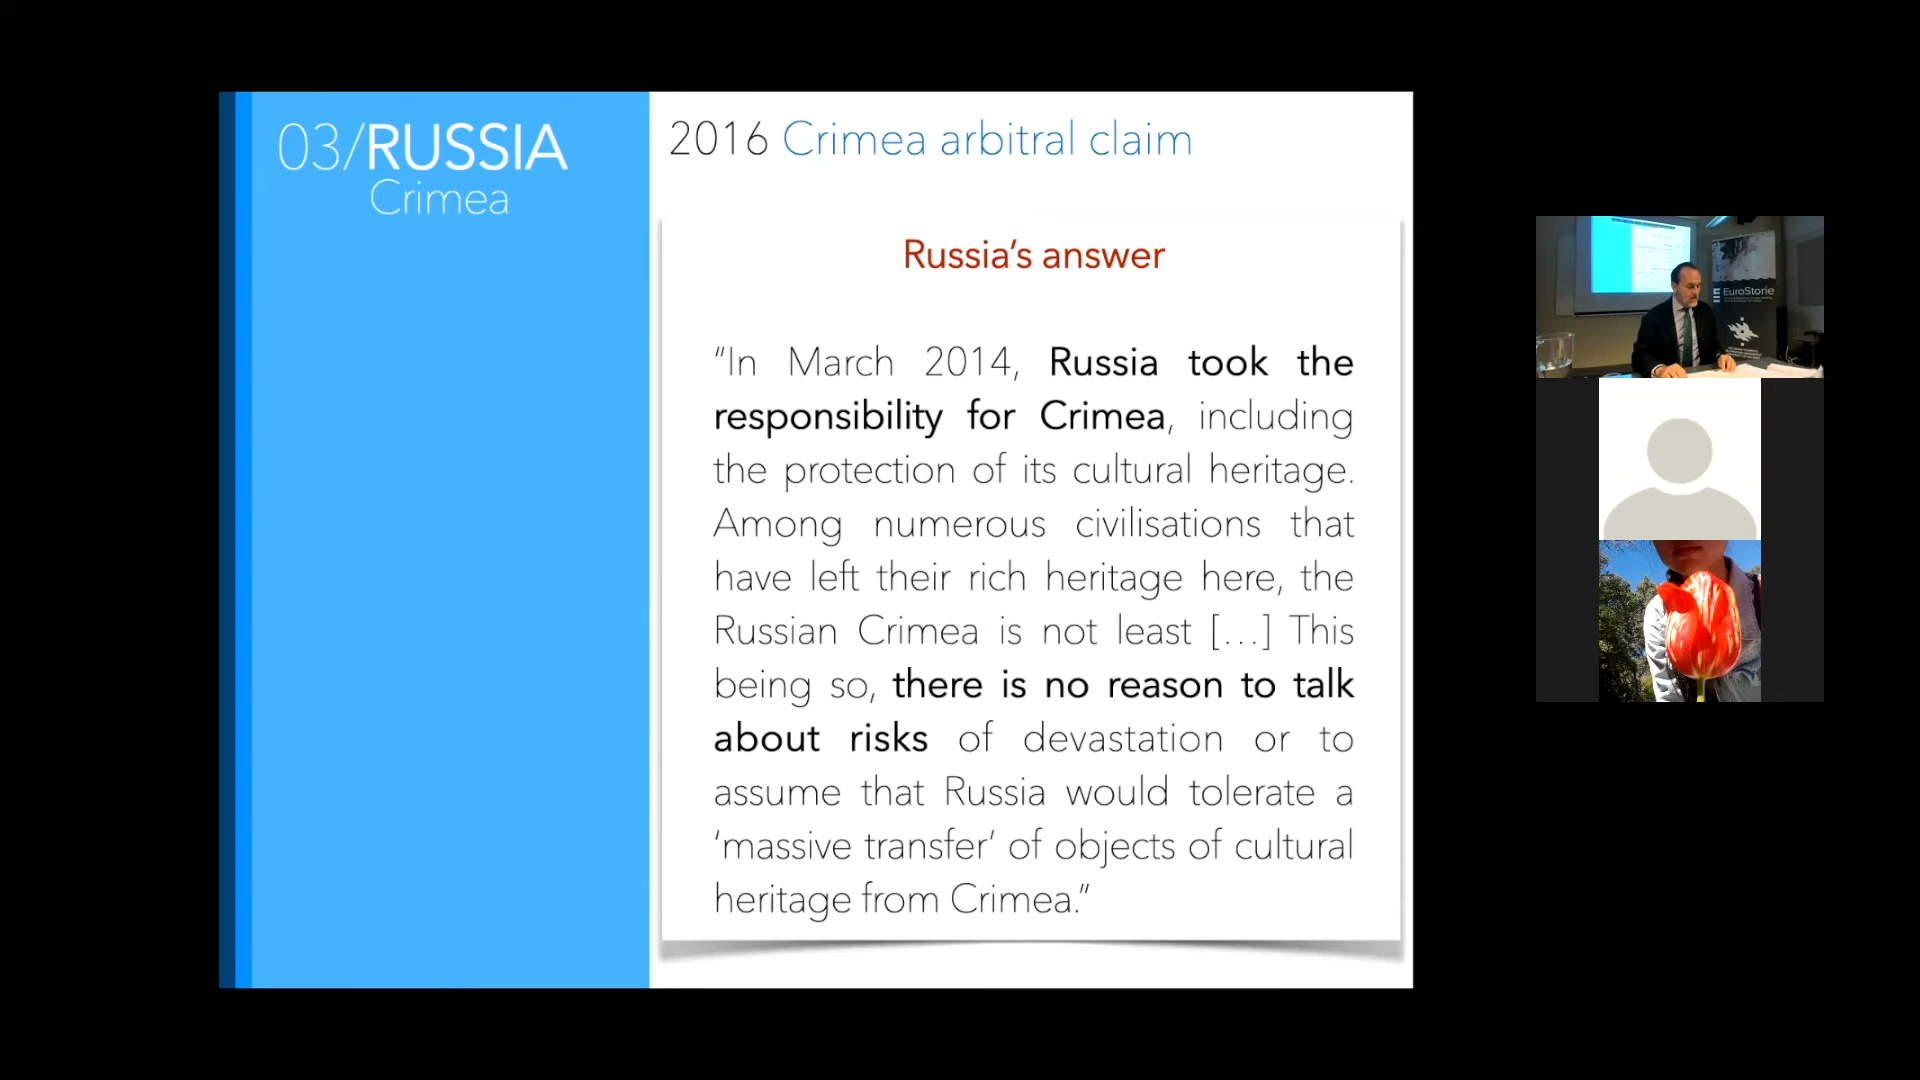 03/RUSSIA
Crimea
2016 Crimea arbitral claim
Russia’s answer
“In March 2014, Russia took the
responsibility for Crimea, including
the protection of its cultural heritage.
Among numerous civilisations that
have left their rich heritage here, the
Russian Crimea is not least […] This
being so, there is no reason to talk
about risks of devastation or to
assume that Russia would tolerate a
‘massive transfer’ of objects of cultural
heritage from Crimea.”
EuroStorie